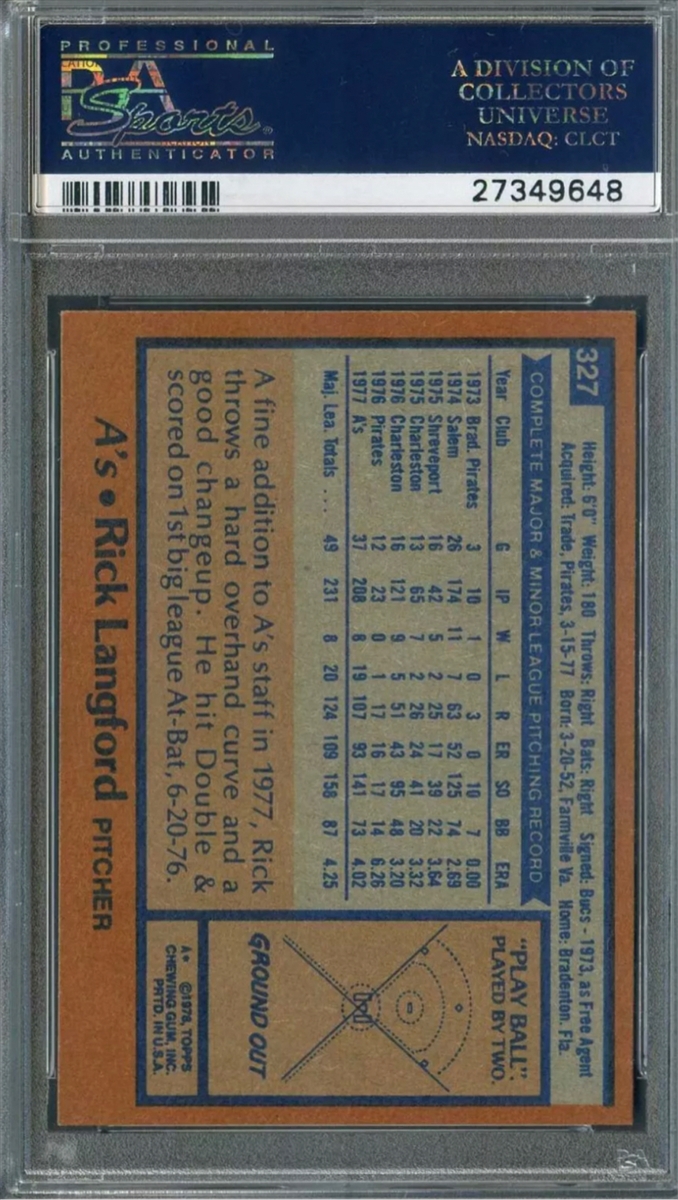 PROFESSIONAL
PSA
Sports®
AUTHENTICATOR
A DIVISION OF
COLLECTORS
UNIVERSE
NASDAQ: CLCT
27349648
327
Height: 6'0" Weight: 180 Throws: Right Bats: Right Signed: Bucs - 1973, as Free Agent
Acquired: Trade, Pirates, 3-15-77 Born: 3-20-52, Farmville Va. Home: Bradenton, Fla.
COMPLETE MAJOR & MINOR LEAGUE PITCHING RECORD
Year Club G IP W L R ER SO BB ERA
1973 Brad. Pirates 3 10 1 0 3 0 10 7 0.00
1974 Salem 26 174 11 7 63 52 125 74 2.69
1975 Shreveport 16 42 5 2 25 17 39 22 3.64
1975 Charleston 13 65 7 2 26 24 41 20 3.32
1976 Charleston 16 121 9 5 51 43 95 48 3.20
1976 Pirates 12 23 0 1 17 16 17 14 6.26
1977 A's 37 208 8 19 107 93 141 73 4.02
Maj. Lea. Totals ... 49 231 8 20 124 109 158 87 4.25
A fine addition to A's staff in 1977, Rick
throws a hard overhand curve and a
good changeup. He hit Double &
scored on 1st big league At-Bat, 6-20-76.
"PLAY BALL".
PLAYED BY TWO.
GROUND OUT
A* ©1978, TOPPS
CHEWING GUM, INC.
PRTD. IN U.S.A.
A's • Rick Langford PITCHER